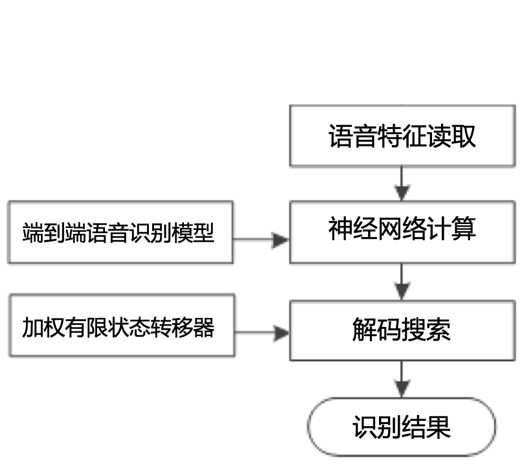 语音特征读取
端到端语音识别模型
神经网络计算
加权有限状态转移器
解码搜索
识别结果